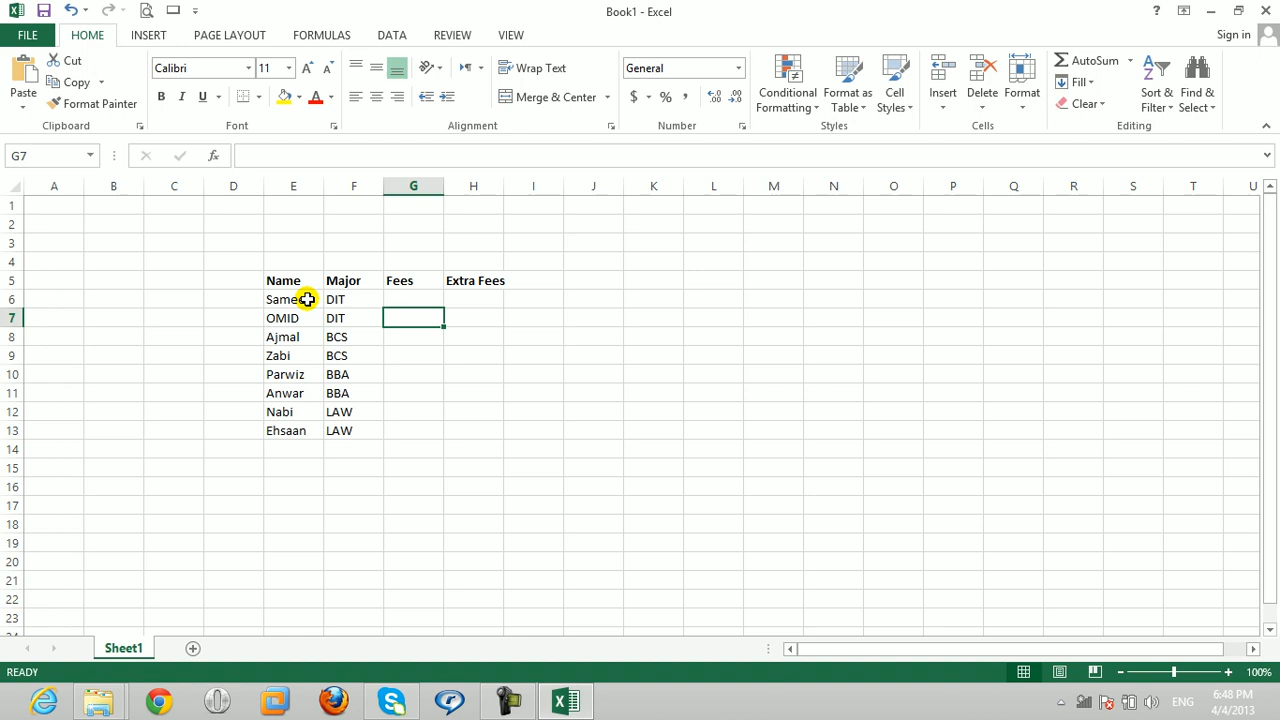 Book1 - Excel
FILE HOME INSERT PAGE LAYOUT FORMULAS DATA REVIEW VIEW Sign in
Paste Cut Copy Format Painter Clipboard
Calibri 11 B I U A A A Font
Wrap Text Merge & Center Alignment
General $ % , Number
Conditional Formatting Format as Table Cell Styles Styles
Insert Delete Format Cells
AutoSum Fill Clear Sort & Filter Find & Select Editing
G7 fx
A B C D E F G H I J K L M N O P Q R S T U
1
2
3
4
5 Name Major Fees Extra Fees
6 DIT
7 OMID DIT
8 Ajmal BCS
9 Zabi BCS
10 Parwiz BBA
11 Anwar BBA
12 Nabi LAW
13 Ehsaan LAW
14
15
16
17
18
19
20
21
22
23
24
Sheet1
READY 100%
ENG 6:48 PM
4/4/2013